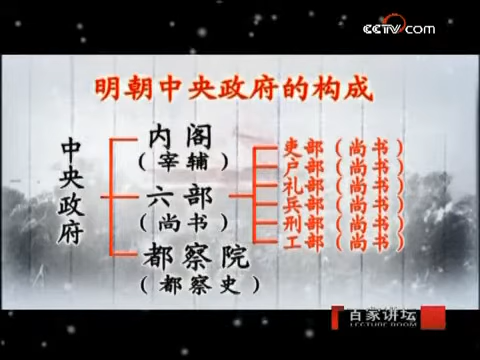 CCTV.com
明朝中央政府的构成
中央政府
内阁
(宰辅)
六部
(尚书)
都察院
(都察史)
吏部(尚书)
户部(尚书)
礼部(尚书)
兵部(尚书)
刑部(尚书)
工部(尚书)
百家讲坛
LECTURE ROOM